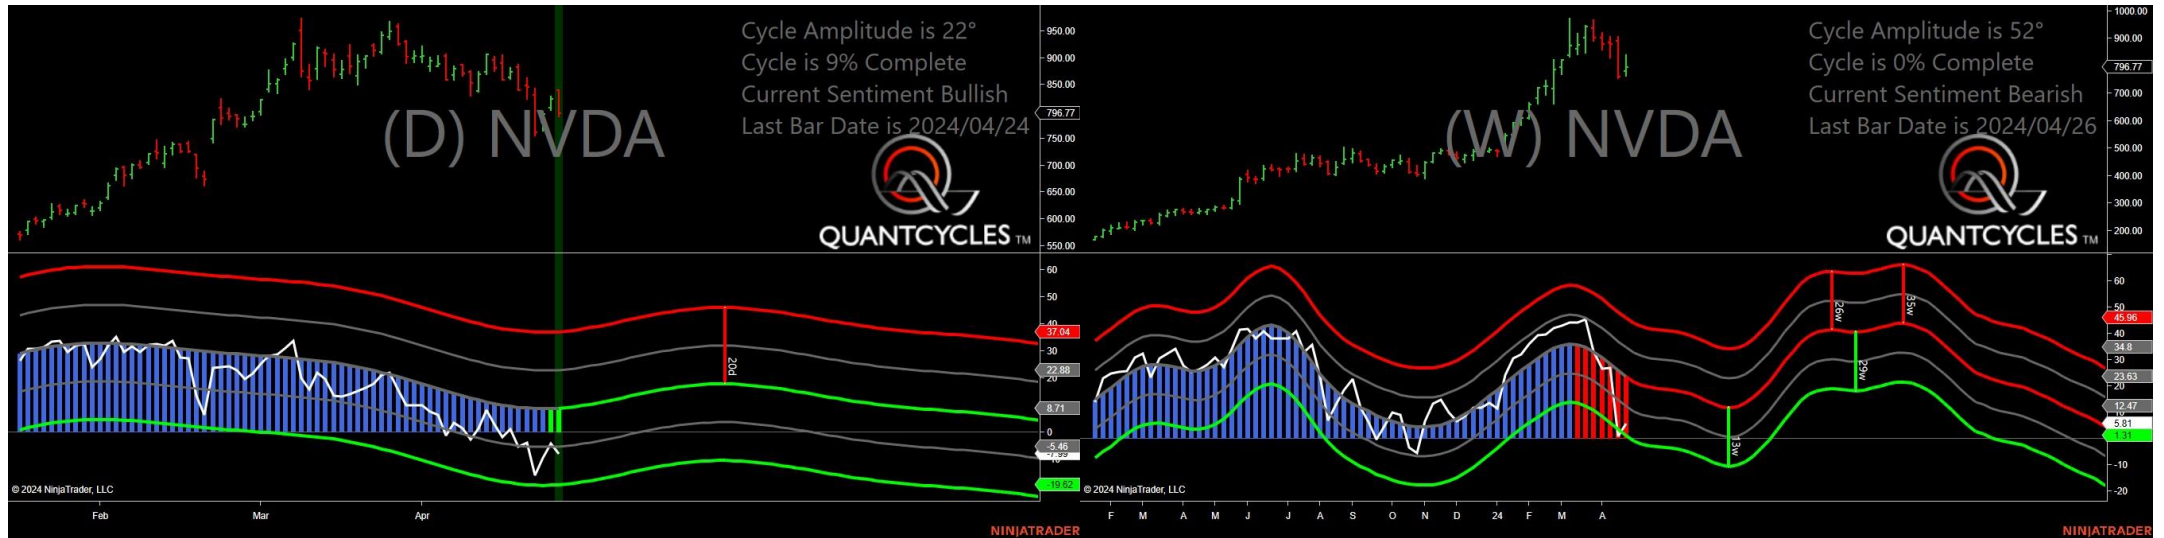 Cycle Amplitude is 22°
Cycle is 9% Complete
Current Sentiment Bullish
Last Bar Date is 2024/04/24
(D) NVDA
QUANTCYCLES TM
950.00
900.00
850.00
796.77
750.00
700.00
650.00
600.00
550.00
60
50
40
37.04
30
22.88
20
8.71
0
-5.46
-7.99
-19.62
20d
© 2024 NinjaTrader, LLC
Feb Mar Apr
NINJATRADER
Cycle Amplitude is 52°
Cycle is 0% Complete
Current Sentiment Bearish
Last Bar Date is 2024/04/26
(W) NVDA
QUANTCYCLES TM
1000.00
900.00
796.77
700.00
600.00
500.00
400.00
300.00
200.00
60
50
45.96
40
34.8
23.63
20
12.47
5.81
1.31
-10
-20
26w
35w
29w
13w
© 2024 NinjaTrader, LLC
F M A M J J A S O N D 24 F M A
NINJATRADER